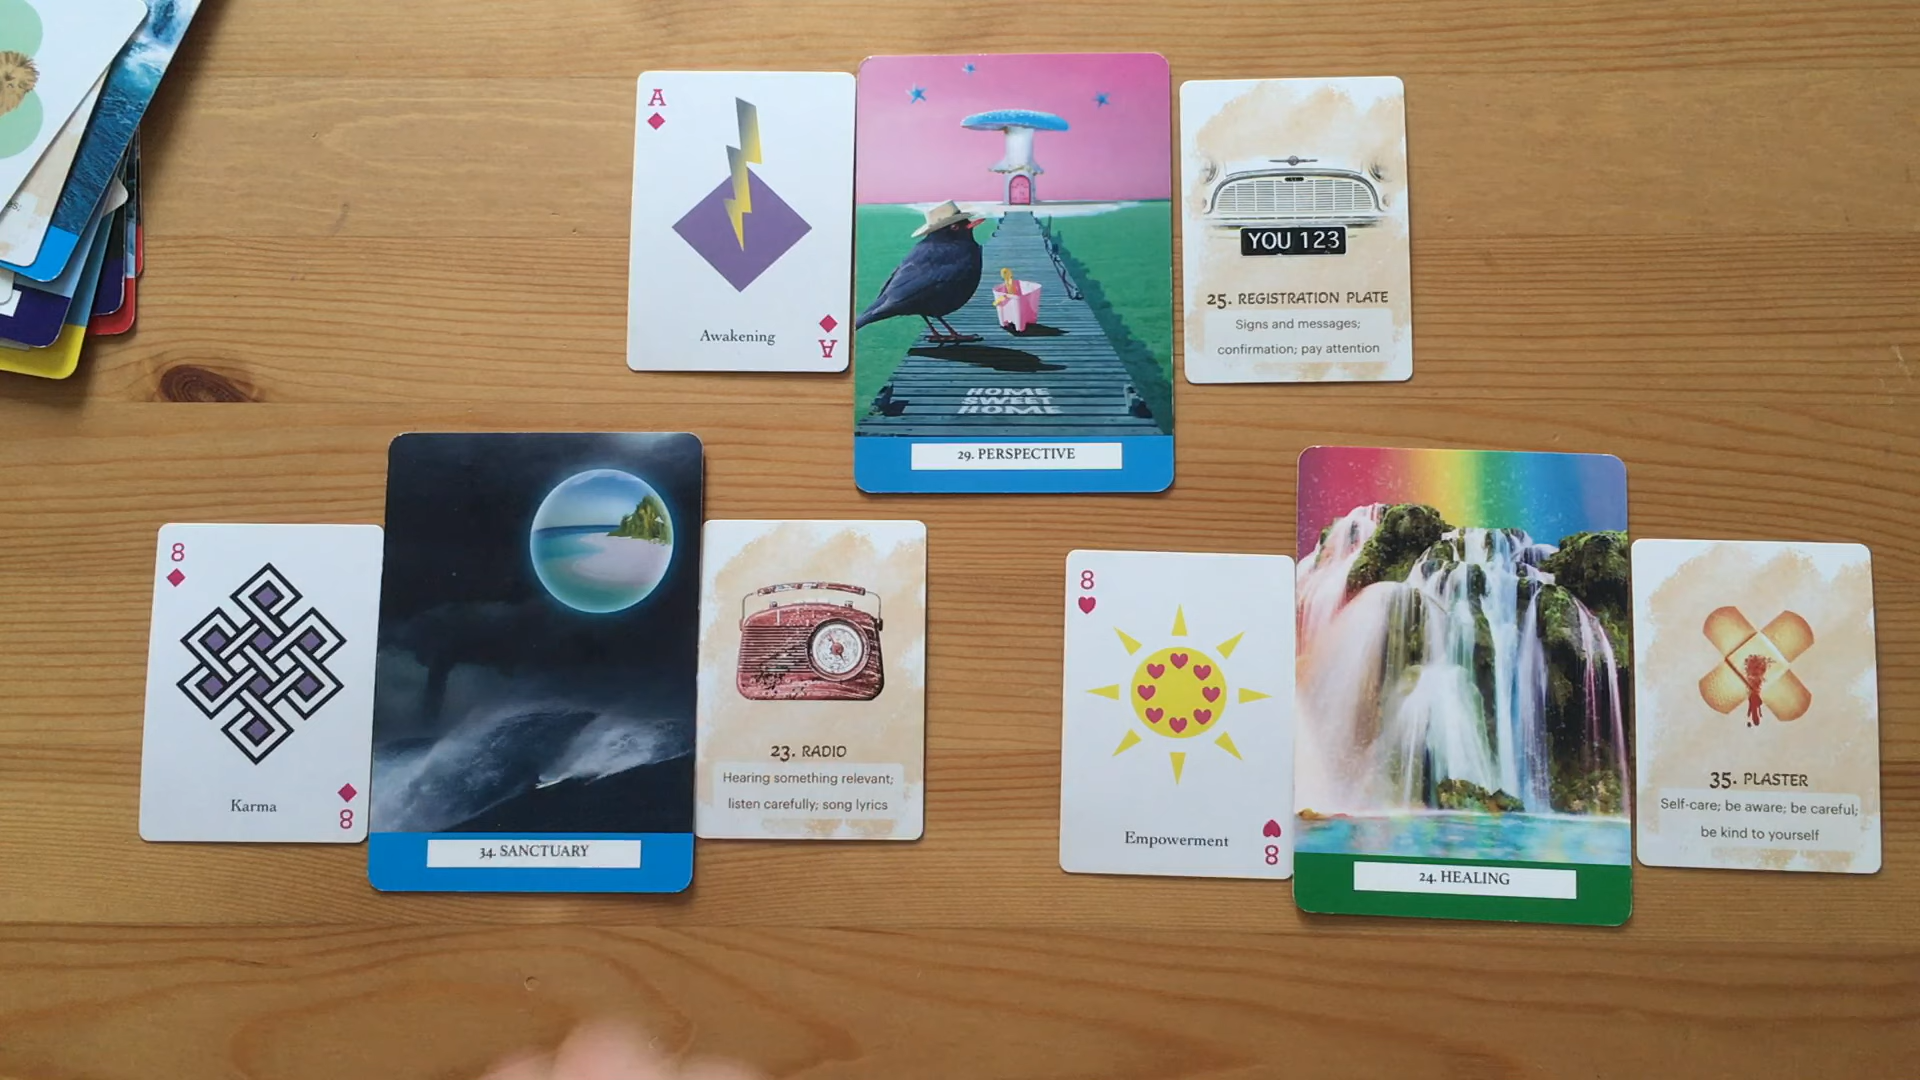 A
Awakening
A
HOME
SWEET
HOME
29. PERSPECTIVE
YOU 123
25. REGISTRATION PLATE
Signs and messages;
confirmation; pay attention
8
Karma
8
34. SANCTUARY
23. RADIO
Hearing something relevant;
listen carefully; song lyrics
8
Empowerment
8
24. HEALING
35. PLASTER
Self-care; be aware; be careful;
be kind to yourself